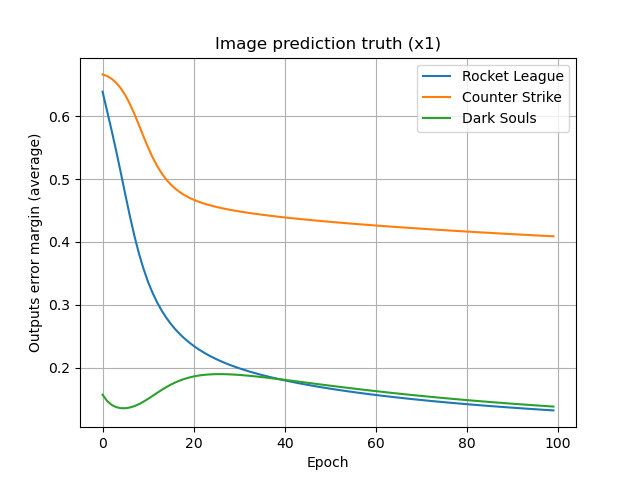 Image prediction truth (x1)
Rocket League
Counter Strike
Dark Souls
Outputs error margin (average)
0.6
0.5
0.4
0.3
0.2
0 20 40 60 80 100
Epoch